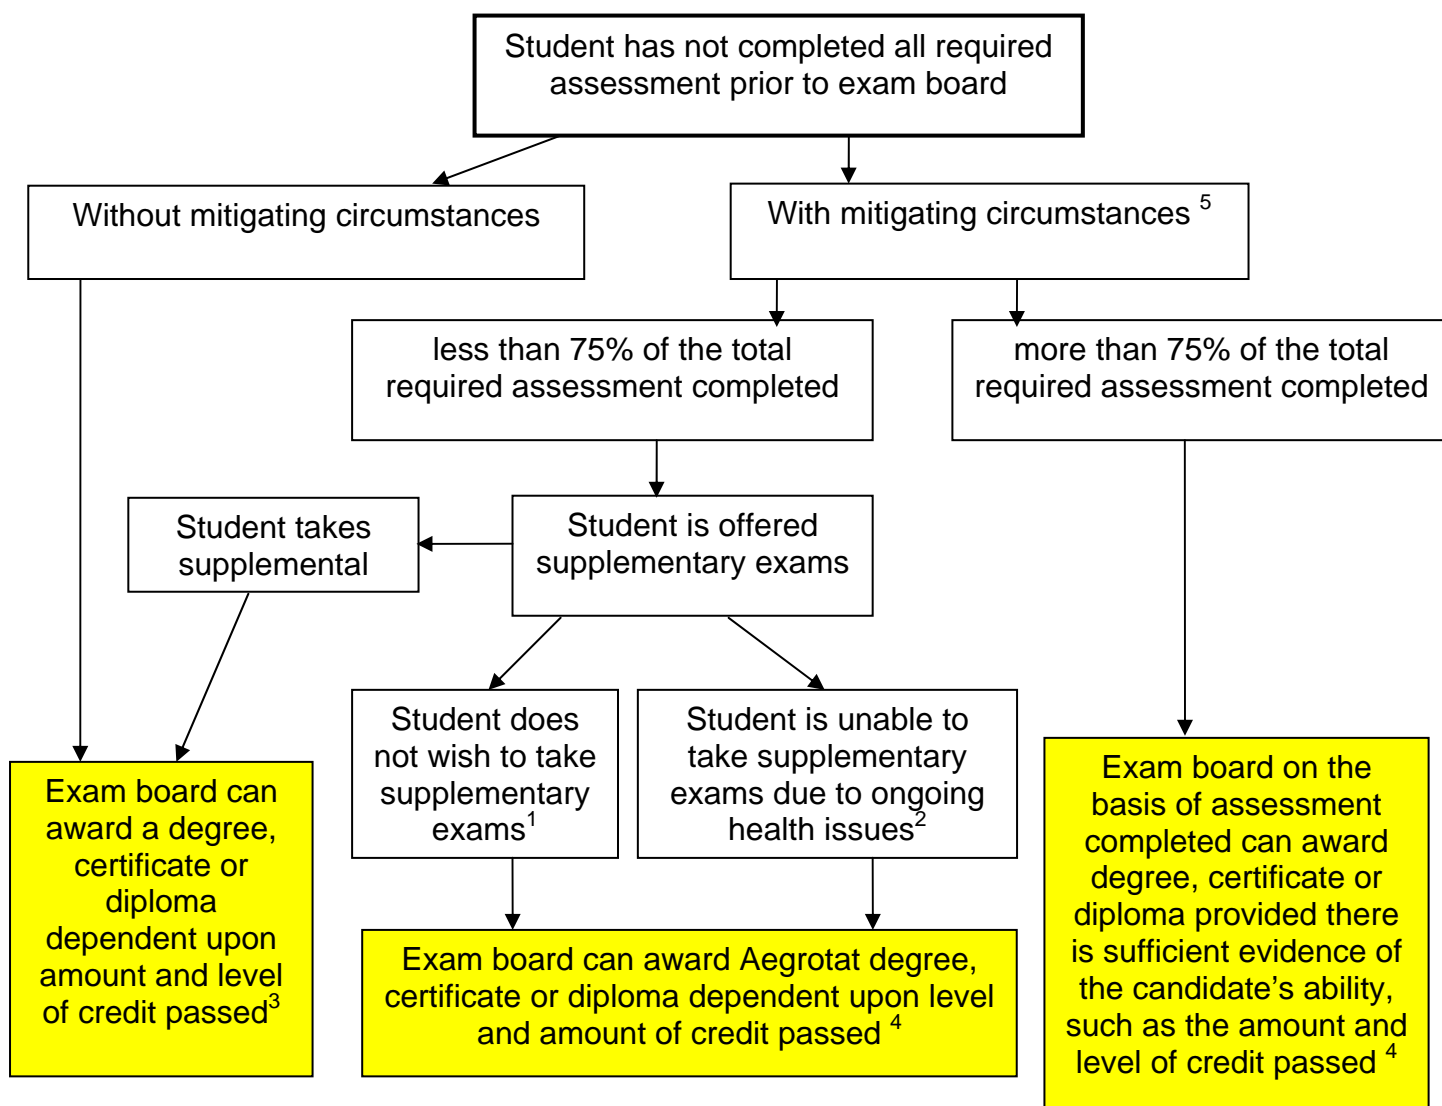 Student has not completed all required
assessment prior to exam board
Without mitigating circumstances
With mitigating circumstances 5
less than 75% of the total
required assessment completed
more than 75% of the total
required assessment completed
Student takes
supplemental
Student is offered
supplementary exams
Student does
not wish to take
supplementary
exams1
Student is unable to
take supplementary
exams due to ongoing
health issues2
Exam board can
award a degree,
certificate or
diploma
dependent upon
amount and level
of credit passed3
Exam board can award Aegrotat degree,
certificate or diploma dependent upon level
and amount of credit passed 4
Exam board on the
basis of assessment
completed can award
degree, certificate or
diploma provided there
is sufficient evidence of
the candidate’s ability,
such as the amount and
level of credit passed 4